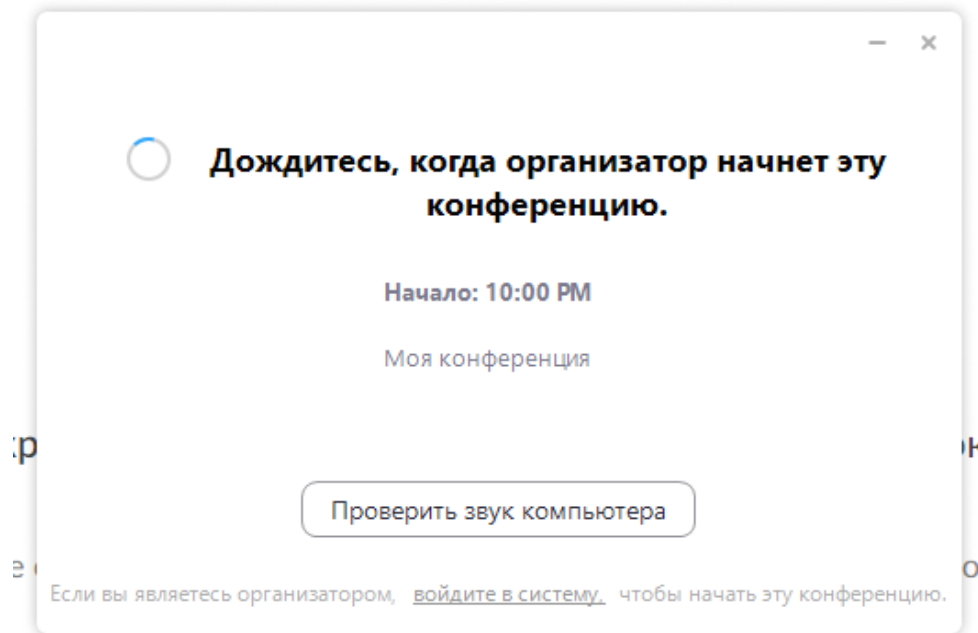 Дождитесь, когда организатор начнет эту
конференцию.
Начало: 10:00 PM
Моя конференция
Проверить звук компьютера
Если вы являетесь организатором, войдите в систему, чтобы начать эту конференцию.